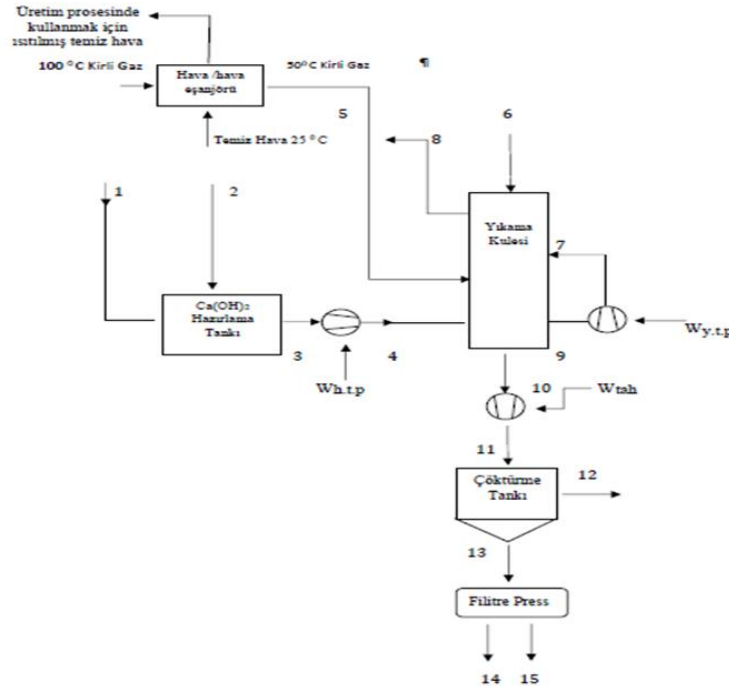 Üretim prosesinde
kullanmak için
ısıtılmış temiz hava
100 °C Kirli Gaz
Hava /hava
eşanjörü
50°C Kirli Gaz
¶
5
Temiz Hava 25 °C
8
6
1
2
Yıkama
Kulesi
7
Ca(OH)2
Hazırlama
Tankı
3
4
9
Wy.t.p
Wh.t.p
10
Wtah
11
Çöktürme
Tankı
12
13
Filitre Press
14
15